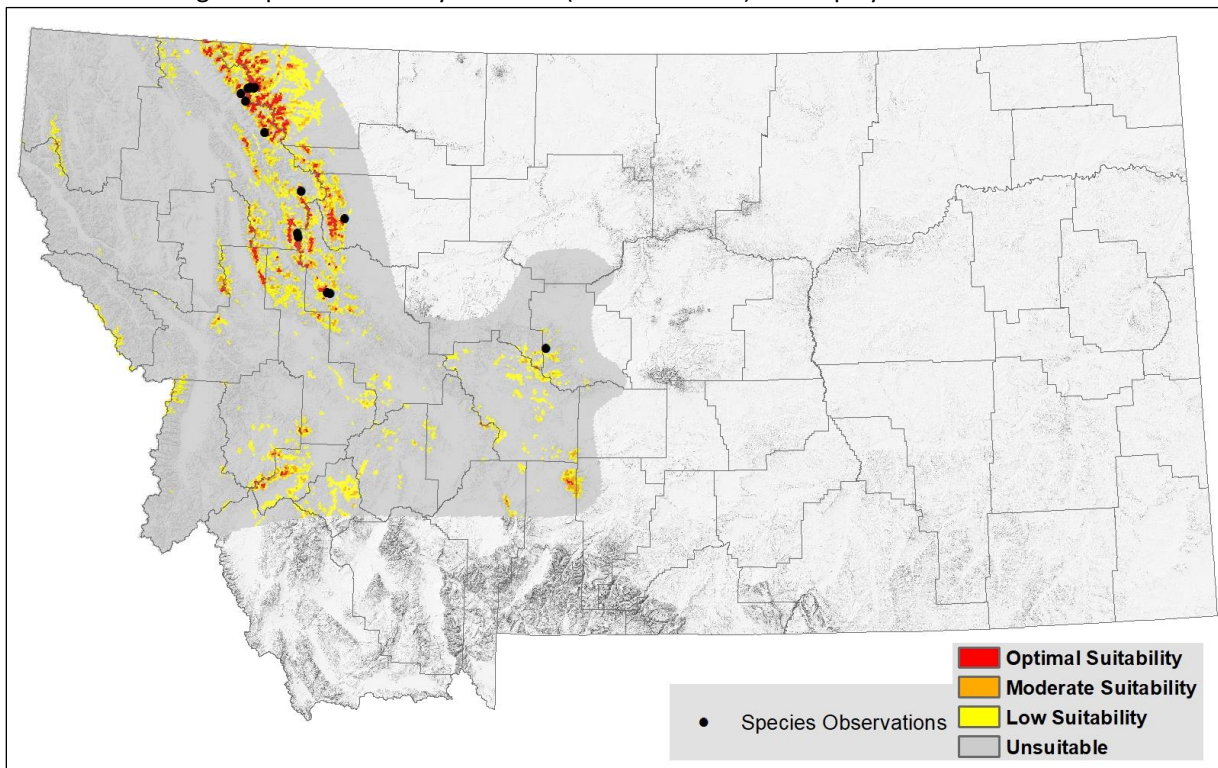 Optimal Suitability
Moderate Suitability
Species Observations
Low Suitability
Unsuitable